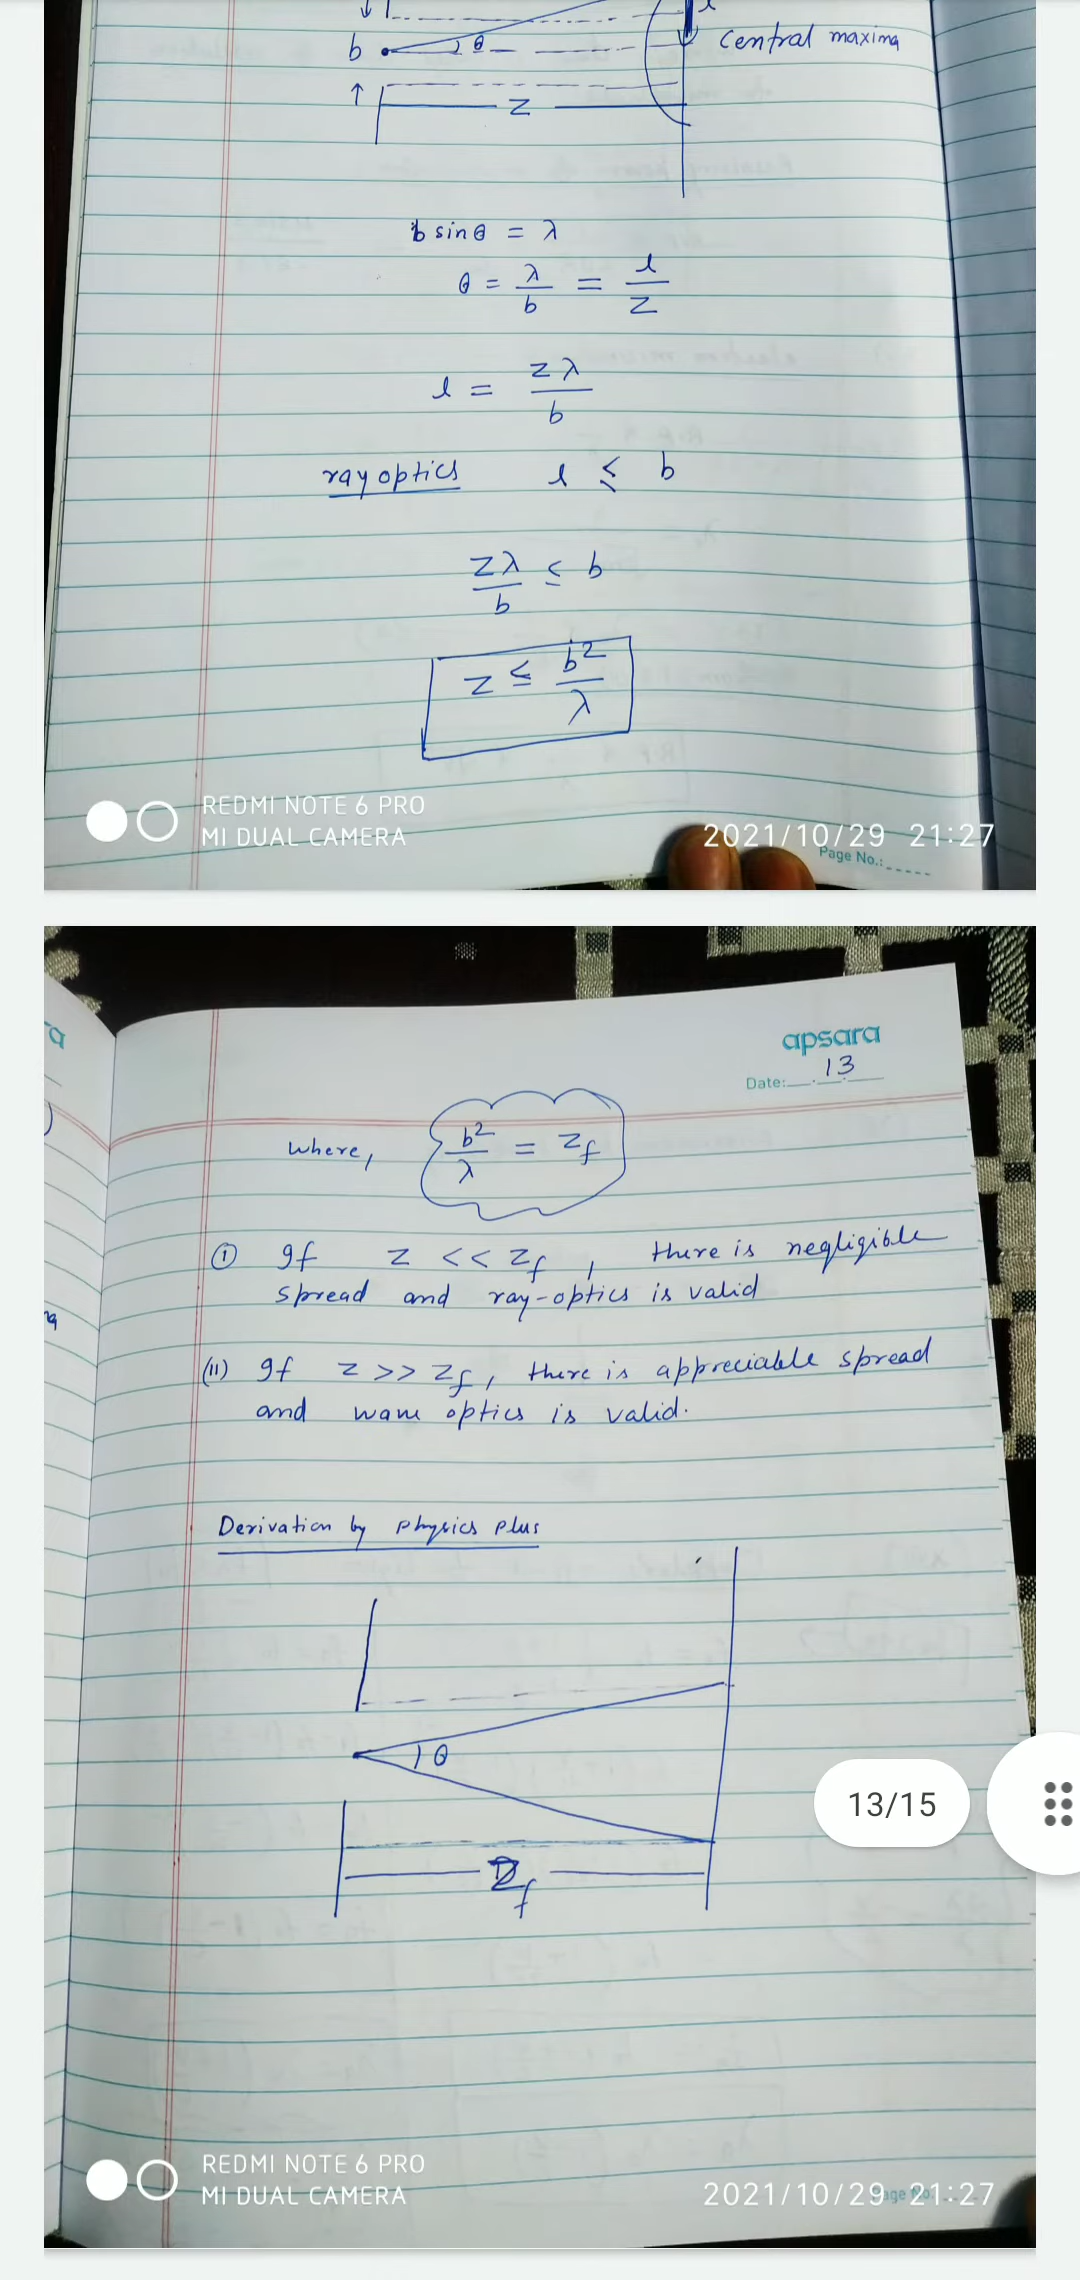 b
θ
Z
Central maxima
b sinθ = λ
θ = λ/b = l/Z
l = Zλ/b
ray optics l ≤ b
Zλ/b ≤ b
Z ≤ b²/λ
REDMI NOTE 6 PRO
MI DUAL CAMERA
2021/10/29 21:27
Page No.:
apsara
Date: 13
where, b²/λ = Zf
(i) If Z << Zf, there is negligible
spread and ray-optics is valid
(ii) If Z >> Zf, there is appreciable spread
and wave optics is valid.
Derivation by Physics Plus
θ
Zf
13/15
REDMI NOTE 6 PRO
MI DUAL CAMERA
2021/10/29 21:27